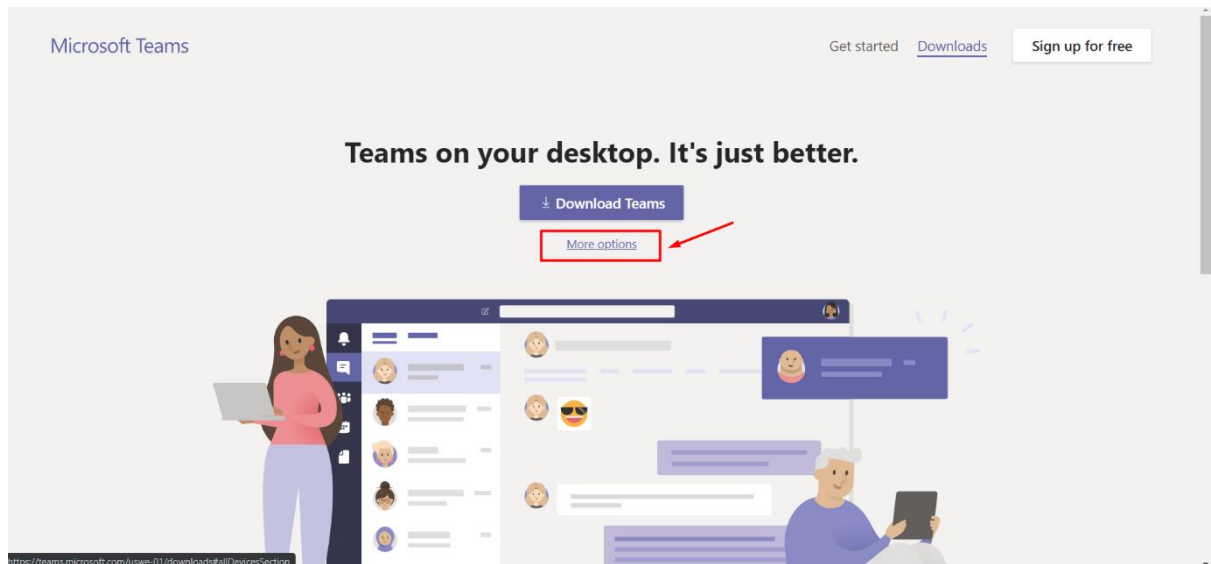 Microsoft Teams
Get started Downloads Sign up for free
Teams on your desktop. It's just better.
Download Teams
More options
https://teams.microsoft.com/uswe-01/downloads#allDevicesSection